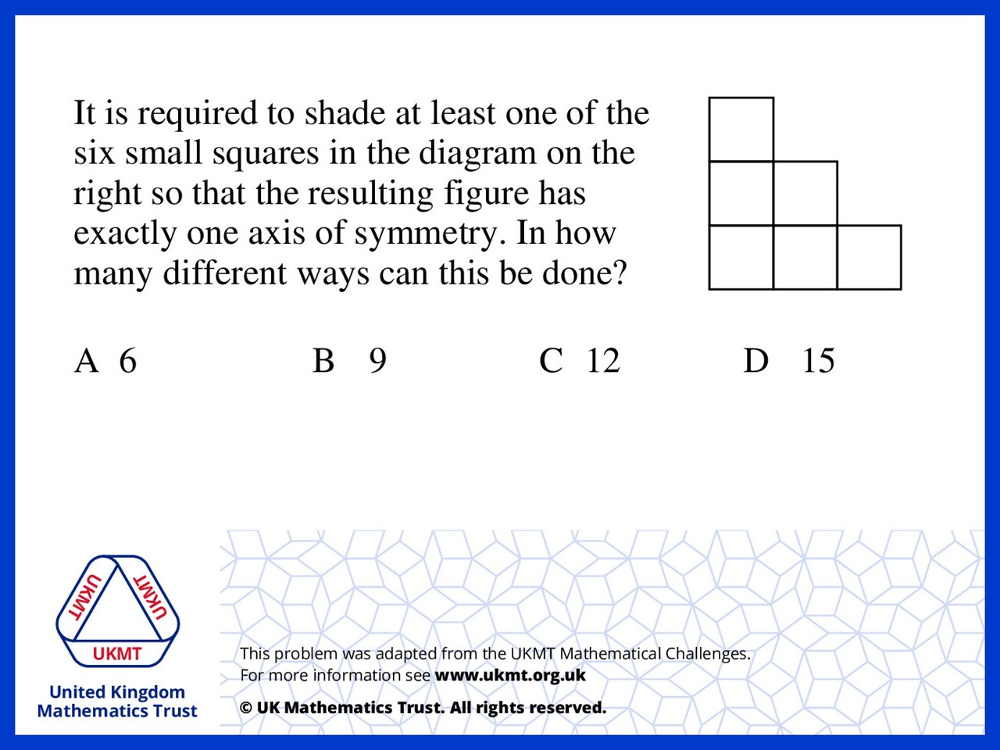 It is required to shade at least one of the
six small squares in the diagram on the
right so that the resulting figure has
exactly one axis of symmetry. In how
many different ways can this be done?
A 6 B 9 C 12 D 15
UKMT UKMT
UKMT
United Kingdom
Mathematics Trust
This problem was adapted from the UKMT Mathematical Challenges.
For more information see www.ukmt.org.uk
© UK Mathematics Trust. All rights reserved.